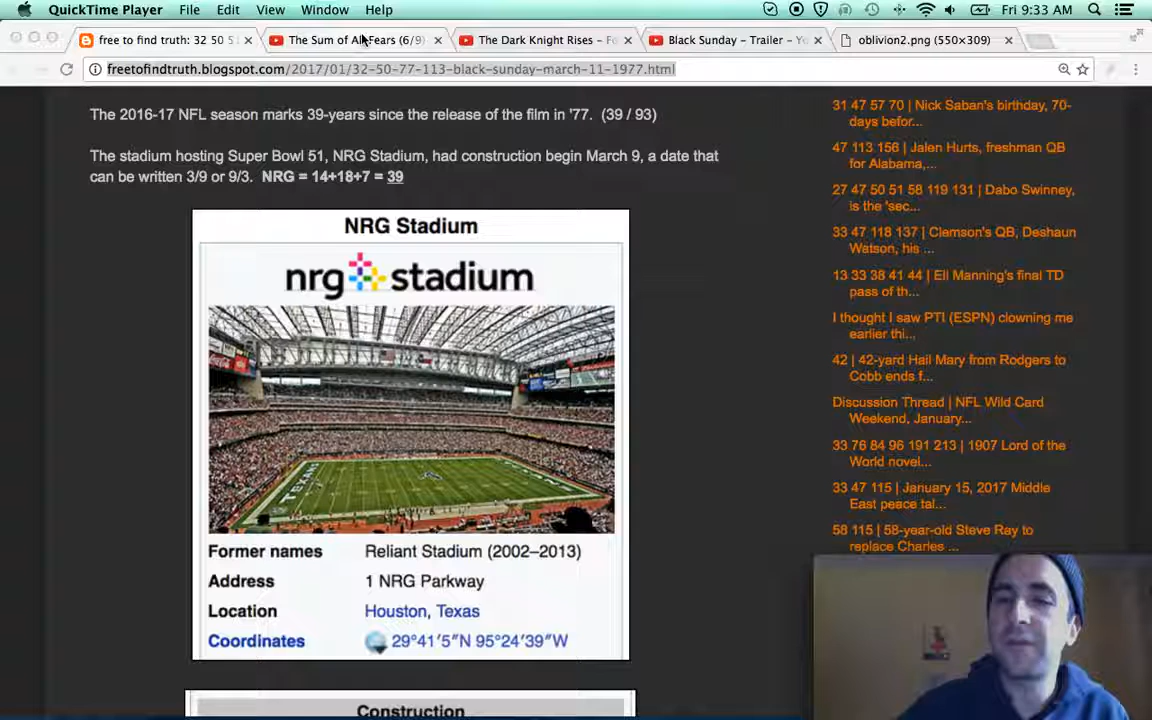 QuickTime Player File Edit View Window Help Fri 9:33 AM
free to find truth: 32 50 5 The Sum of All Fears (6/9) The Dark Knight Rises – Fo Black Sunday – Trailer – Yo oblivion2.png (550×309)
freetofindtruth.blogspot.com/2017/01/32-50-77-113-black-sunday-march-11-1977.html
The 2016-17 NFL season marks 39-years since the release of the film in '77. (39 / 93)
The stadium hosting Super Bowl 51, NRG Stadium, had construction begin March 9, a date that
can be written 3/9 or 9/3. NRG = 14+18+7 = 39
NRG Stadium
nrg stadium
TEXANS
Former names Reliant Stadium (2002–2013)
Address 1 NRG Parkway
Location Houston, Texas
Coordinates 29°41′5″N 95°24′39″W
Construction
31 47 57 70 | Nick Saban's birthday, 70-
days befor...
47 113 156 | Jalen Hurts, freshman QB
for Alabama,...
27 47 50 51 58 119 131 | Dabo Swinney,
is the 'sec...
33 47 118 137 | Clemson's QB, Deshaun
Watson, his ...
13 33 38 41 44 | Eli Manning's final TD
pass of th...
I thought I saw PTI (ESPN) clowning me
earlier thi...
42 | 42-yard Hail Mary from Rodgers to
Cobb ends f...
Discussion Thread | NFL Wild Card
Weekend, January...
33 76 84 96 191 213 | 1907 Lord of the
World novel...
33 47 115 | January 15, 2017 Middle
East peace tal...
58 115 | 58-year-old Steve Ray to
replace Charles ...